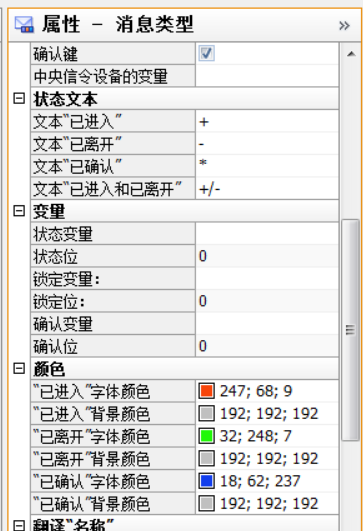 属性 - 消息类型 »
确认键
中央信令设备的变量
状态文本
文本"已进入" +
文本"已离开" -
文本"已确认" *
文本"已进入和已离开" +/-
变量
状态变量
状态位 0
锁定变量:
锁定位: 0
确认变量
确认位 0
颜色
"已进入"字体颜色 247; 68; 9
"已进入"背景颜色 192; 192; 192
"已离开"字体颜色 32; 248; 7
"已离开"背景颜色 192; 192; 192
"已确认"字体颜色 18; 62; 237
"已确认"背景颜色 192; 192; 192
翻译"名称"